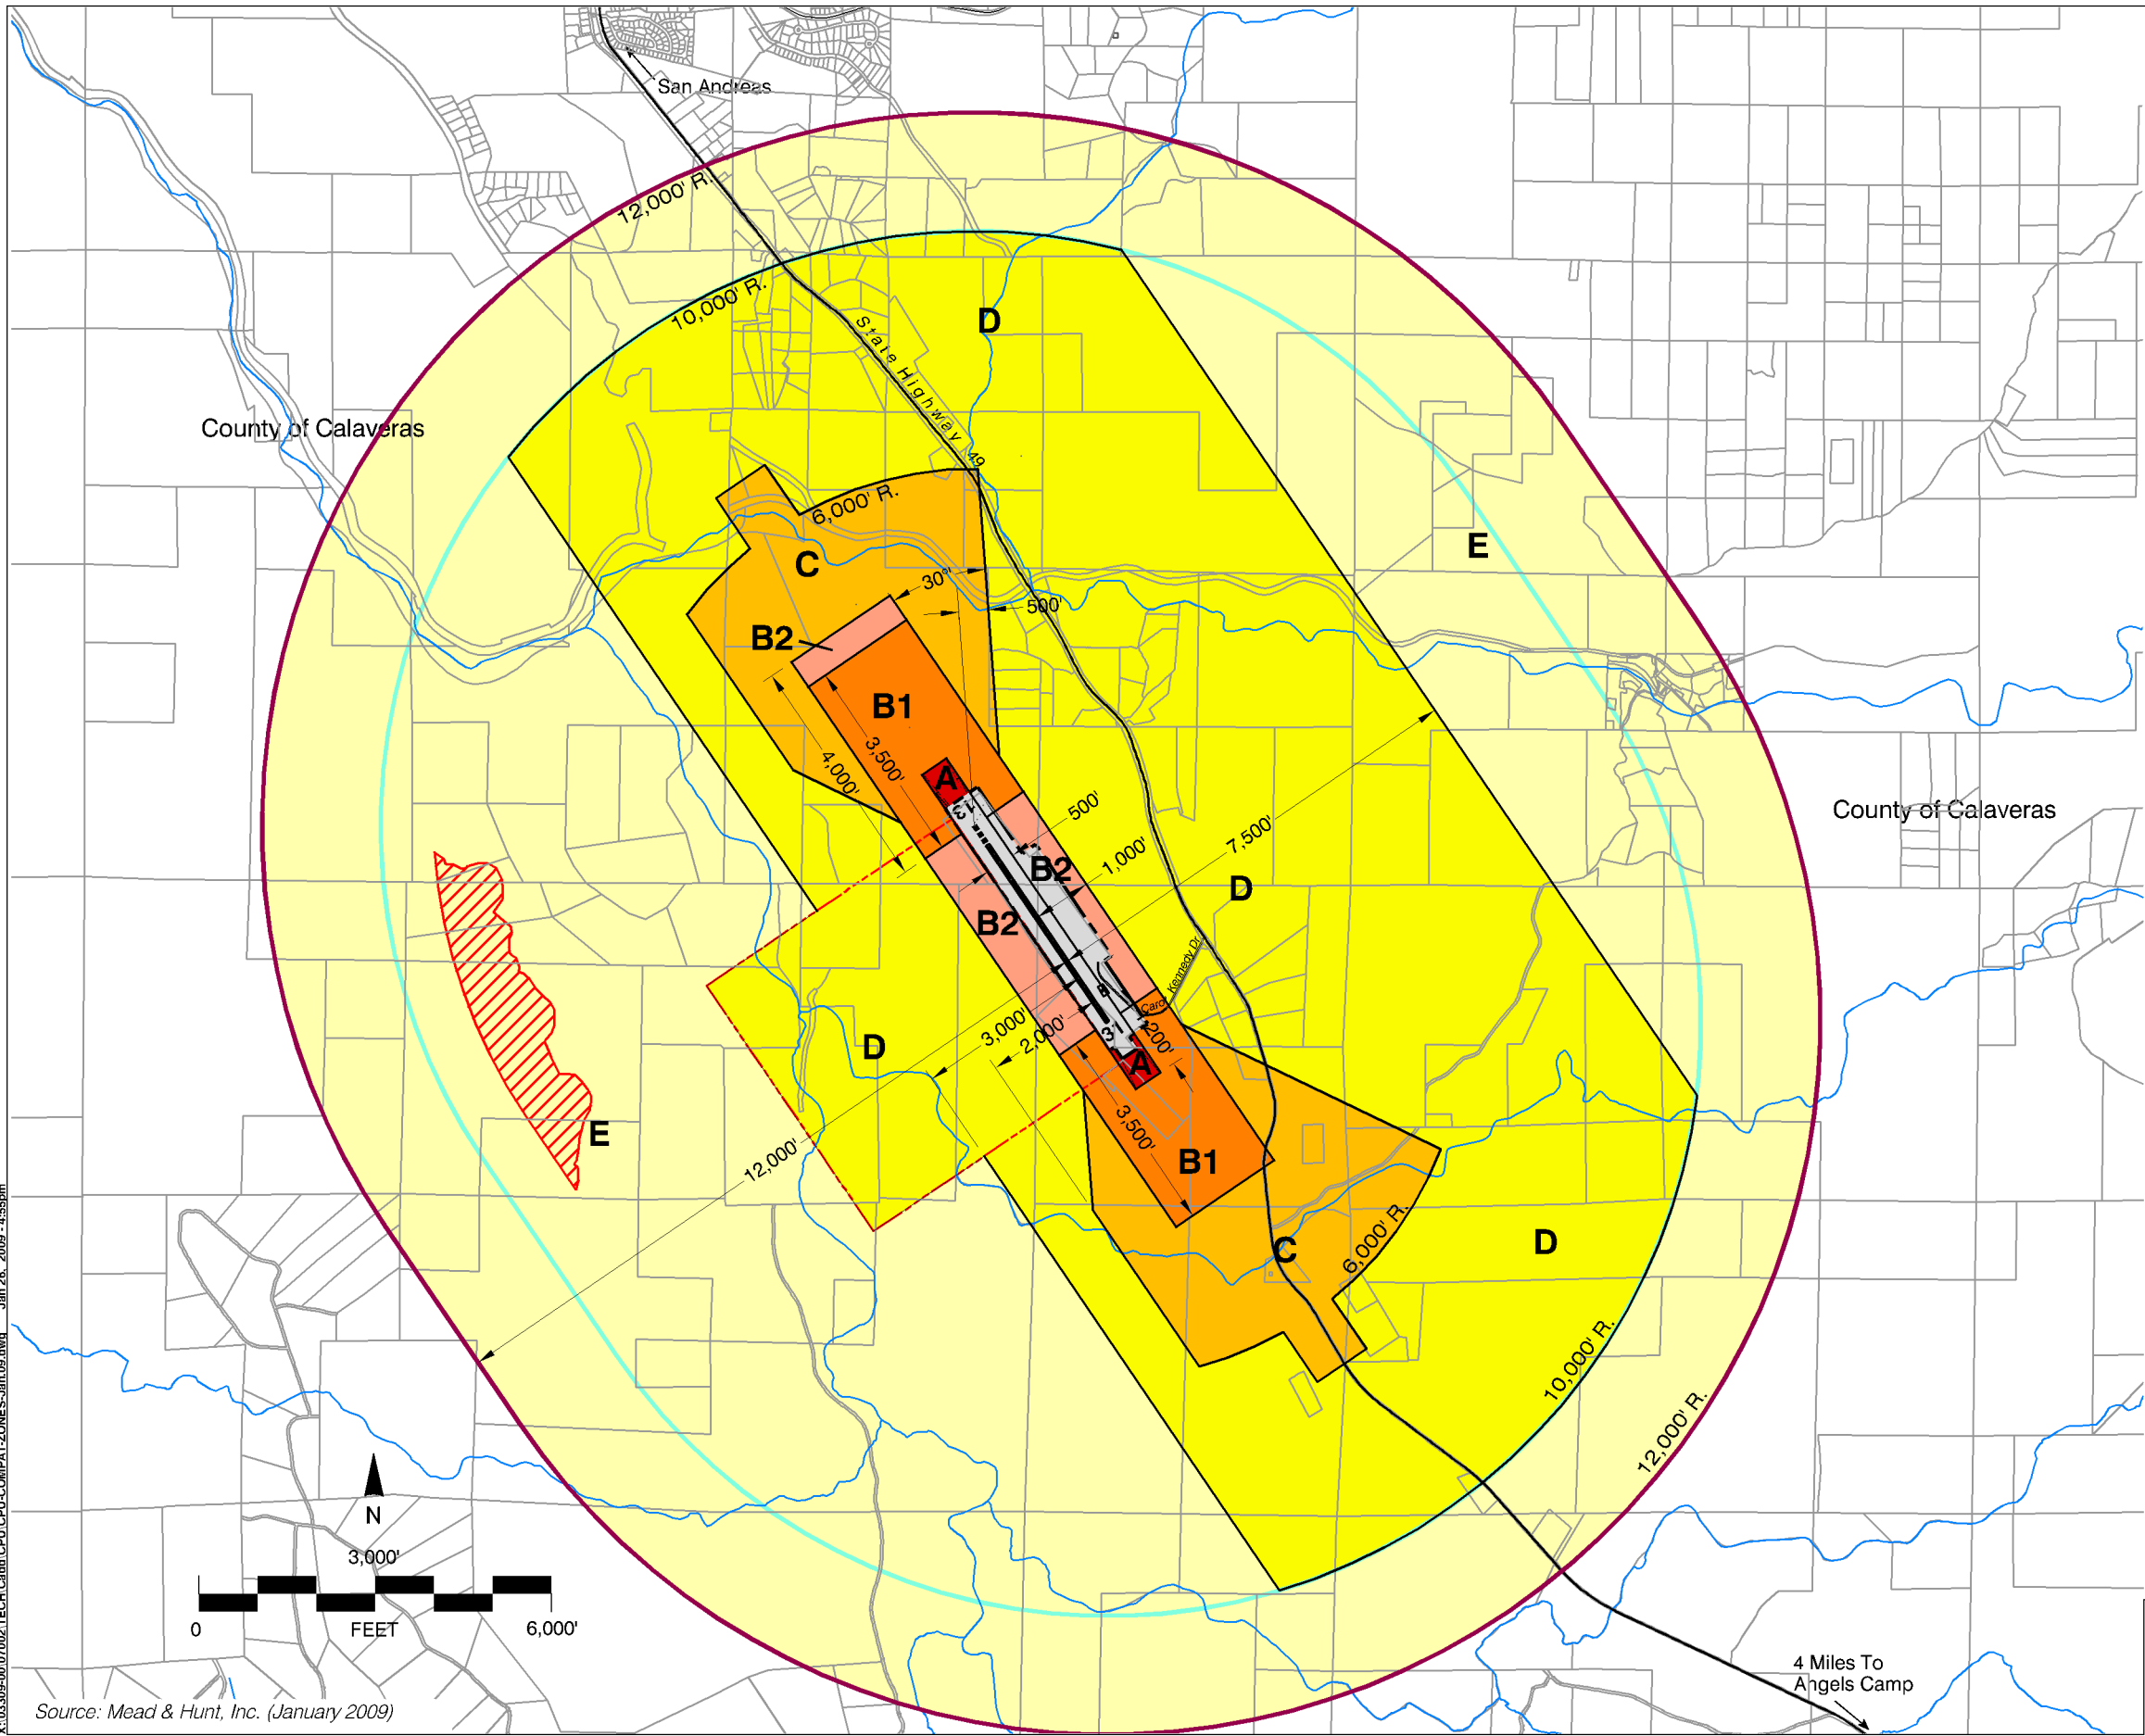 San Andreas
12,000' R.
10,000' R.
D
State Highway 49
County of Calaveras
6,000' R.
E
C
30°
500'
B2
B1
3,500'
4,000'
A
500'
B2
1,000'
7,500'
County of Calaveras
B2
D
Carol Kennedy Dr.
D
3,000'
2,000'
200'
A
3,500'
E
12,000'
B1
6,000' R.
C
D
10,000' R.
12,000' R.
N
3,000'
0
FEET
6,000'
4 Miles To
Angels Camp
Source: Mead & Hunt, Inc. (January 2009)